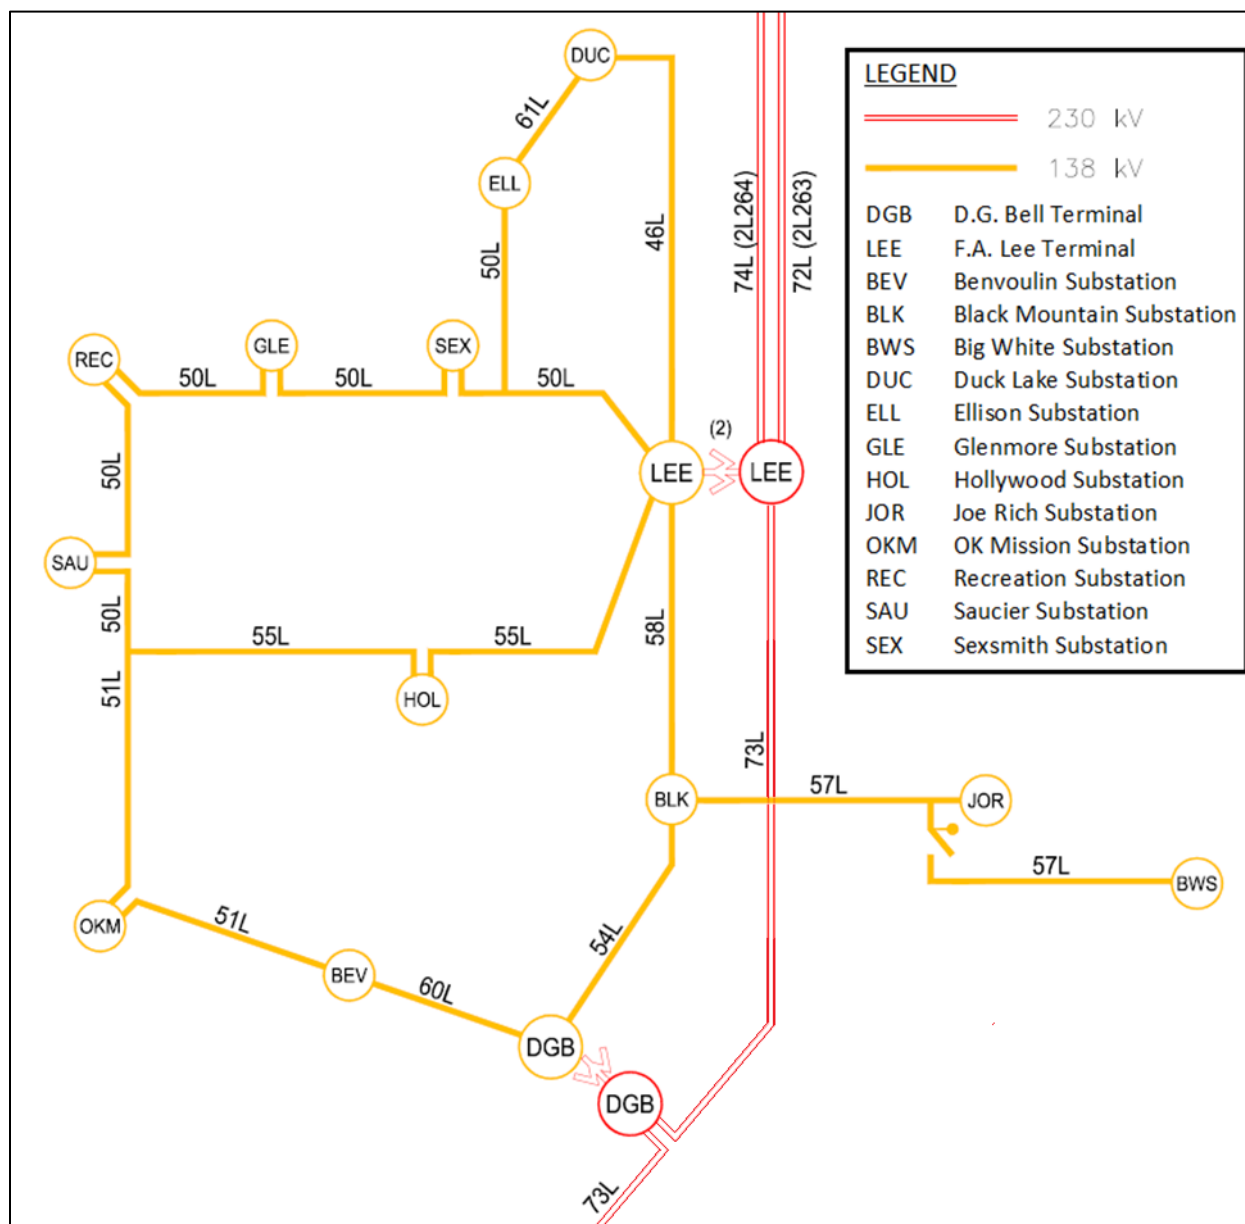 DUC
61L
ELL
46L
50L
74L (2L264)
72L (2L263)
REC
GLE
SEX
50L
50L
50L
(2)
LEE
LEE
50L
SAU
50L
55L
55L
58L
51L
HOL
73L
BLK
57L
JOR
57L
BWS
OKM
51L
BEV
60L
54L
DGB
DGB
73L
LEGEND
230 kV
138 kV
DGB D.G. Bell Terminal
LEE F.A. Lee Terminal
BEV Benvoulin Substation
BLK Black Mountain Substation
BWS Big White Substation
DUC Duck Lake Substation
ELL Ellison Substation
GLE Glenmore Substation
HOL Hollywood Substation
JOR Joe Rich Substation
OKM OK Mission Substation
REC Recreation Substation
SAU Saucier Substation
SEX Sexsmith Substation